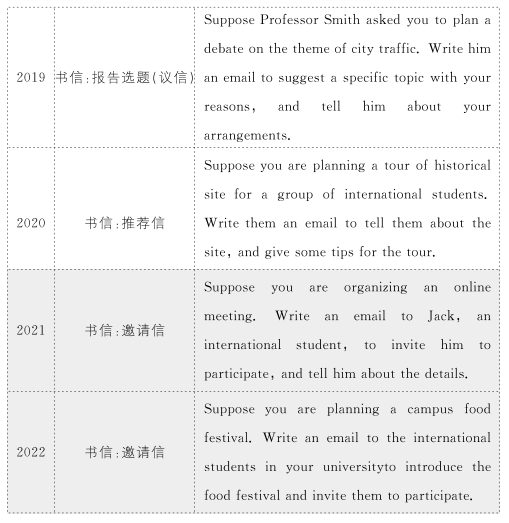 Suppose Professor Smith asked you to plan a
debate on the theme of city traffic. Write him
2019 书信:报告选题(议信) an email to suggest a specific topic with your
reasons, and tell him about your
arrangements.
Suppose you are planning a tour of historical
site for a group of international students.
2020 书信:推荐信 Write them an email to tell them about the
site, and give some tips for the tour.
Suppose you are organizing an online
meeting. Write an email to Jack, an
2021 书信:邀请信 international student, to invite him to
participate, and tell him about the details.
Suppose you are planning a campus food
festival. Write an email to the international
2022 书信:邀请信 students in your universityto introduce the
food festival and invite them to participate.